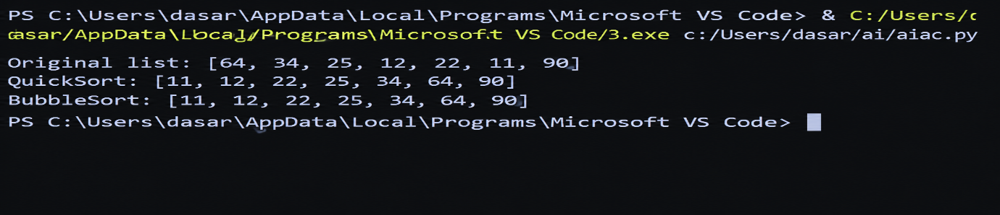 PS C:\Users\dasar\AppData\Local\Programs\Microsoft VS Code> & C:/Users/
dasar/AppData\Local/Programs\Microsoft VS Code/3.exe c:/Users/dasar/ai/aiac.py
Original list: [64, 34, 25, 12, 22, 11, 90]
QuickSort: [11, 12, 22, 25, 34, 64, 90]
BubbleSort: [11, 12, 22, 25, 34, 64, 90]
PS C:\Users\dasar\AppData\Local\Programs\Microsoft VS Code>